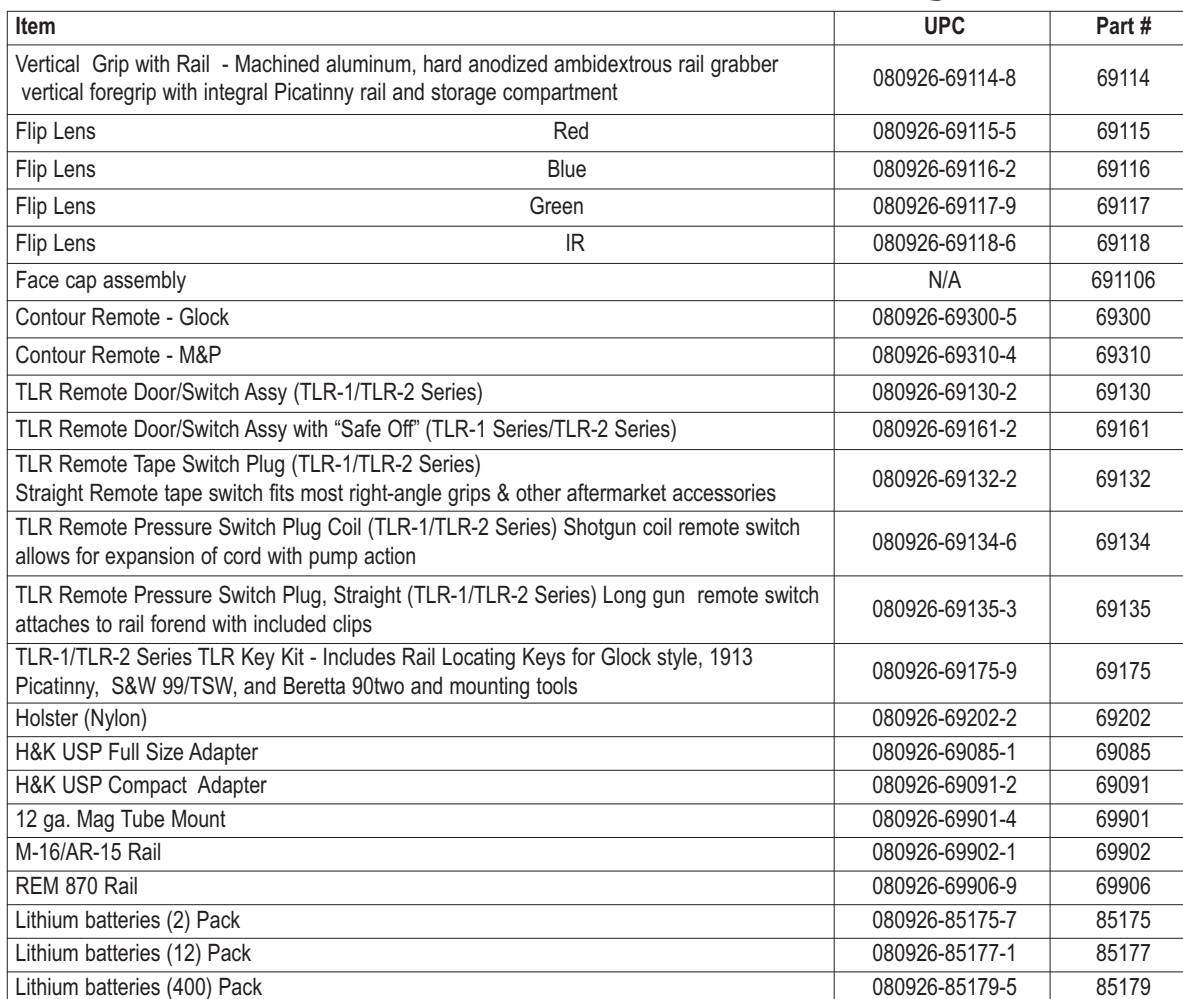 Item UPC Part #
Vertical Grip with Rail - Machined aluminum, hard anodized ambidextrous rail grabber
vertical foregrip with integral Picatinny rail and storage compartment 080926-69114-8 69114
Flip Lens Red 080926-69115-5 69115
Flip Lens Blue 080926-69116-2 69116
Flip Lens Green 080926-69117-9 69117
Flip Lens IR 080926-69118-6 69118
Face cap assembly N/A 691106
Contour Remote - Glock 080926-69300-5 69300
Contour Remote - M&P 080926-69310-4 69310
TLR Remote Door/Switch Assy (TLR-1/TLR-2 Series) 080926-69130-2 69130
TLR Remote Door/Switch Assy with “Safe Off” (TLR-1 Series/TLR-2 Series) 080926-69161-2 69161
TLR Remote Tape Switch Plug (TLR-1/TLR-2 Series)
Straight Remote tape switch fits most right-angle grips & other aftermarket accessories 080926-69132-2 69132
TLR Remote Pressure Switch Plug Coil (TLR-1/TLR-2 Series) Shotgun coil remote switch
allows for expansion of cord with pump action 080926-69134-6 69134
TLR Remote Pressure Switch Plug, Straight (TLR-1/TLR-2 Series) Long gun remote switch
attaches to rail forend with included clips 080926-69135-3 69135
TLR-1/TLR-2 Series TLR Key Kit - Includes Rail Locating Keys for Glock style, 1913
Picatinny, S&W 99/TSW, and Beretta 90two and mounting tools 080926-69175-9 69175
Holster (Nylon) 080926-69202-2 69202
H&K USP Full Size Adapter 080926-69085-1 69085
H&K USP Compact Adapter 080926-69091-2 69091
12 ga. Mag Tube Mount 080926-69901-4 69901
M-16/AR-15 Rail 080926-69902-1 69902
REM 870 Rail 080926-69906-9 69906
Lithium batteries (2) Pack 080926-85175-7 85175
Lithium batteries (12) Pack 080926-85177-1 85177
Lithium batteries (400) Pack 080926-85179-5 85179